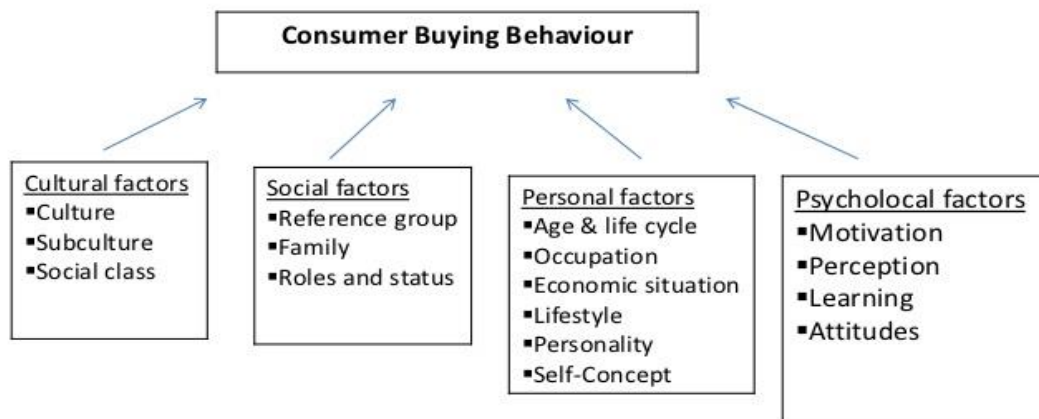 Consumer Buying Behaviour
Cultural factors
▪Culture
▪Subculture
▪Social class
Social factors
▪Reference group
▪Family
▪Roles and status
Personal factors
▪Age & life cycle
▪Occupation
▪Economic situation
▪Lifestyle
▪Personality
▪Self-Concept
Psycholocal factors
▪Motivation
▪Perception
▪Learning
▪Attitudes